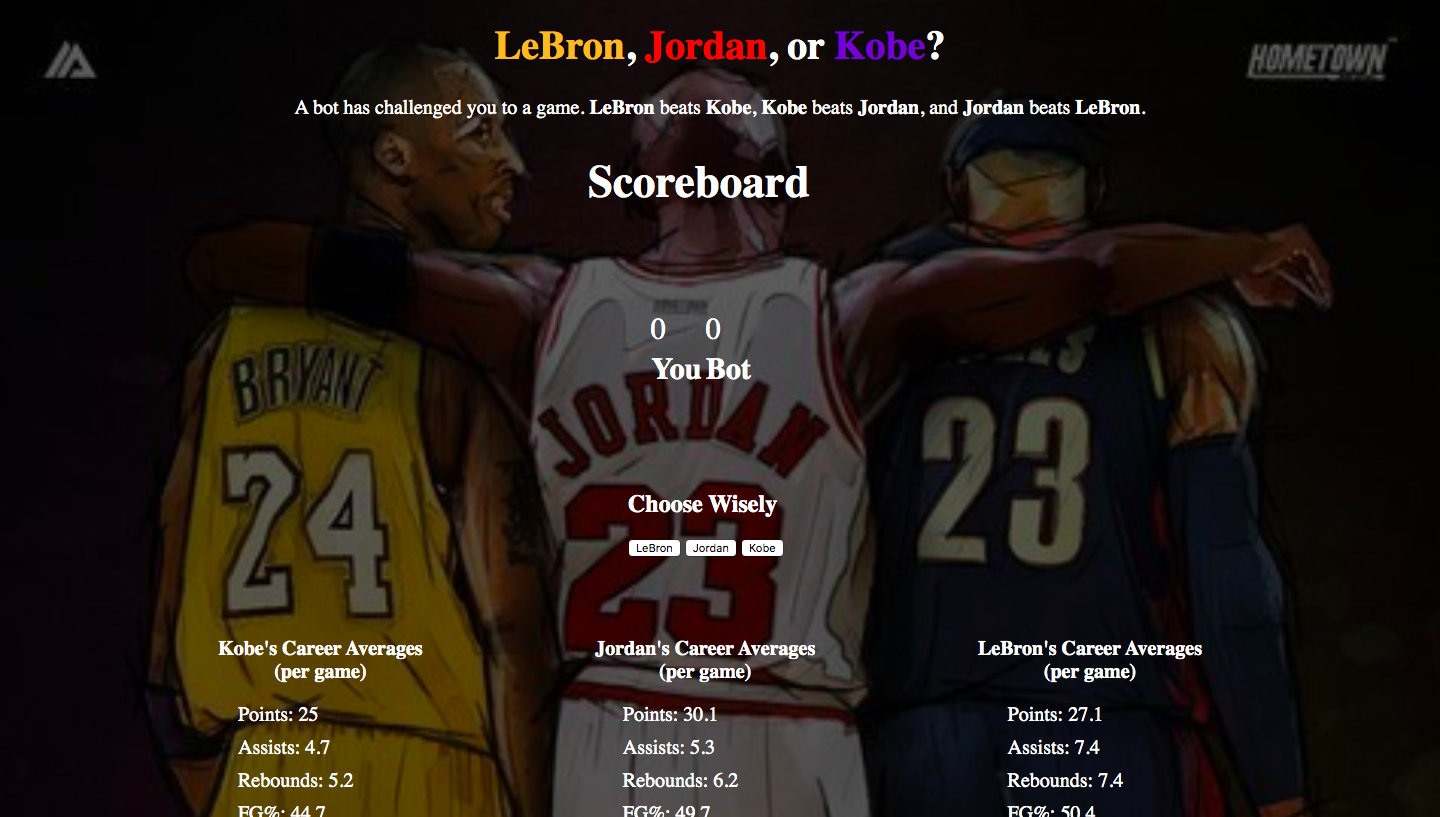 HOMETOWN
LeBron, Jordan, or Kobe?
A bot has challenged you to a game. LeBron beats Kobe, Kobe beats Jordan, and Jordan beats LeBron.
Scoreboard
0 0
You Bot
BRYANT
24
JORDAN
23
23
Choose Wisely
LeBron Jordan Kobe
Kobe's Career Averages
(per game)
Points: 25
Assists: 4.7
Rebounds: 5.2
FG%: 44.7
Jordan's Career Averages
(per game)
Points: 30.1
Assists: 5.3
Rebounds: 6.2
FG%: 49.7
LeBron's Career Averages
(per game)
Points: 27.1
Assists: 7.4
Rebounds: 7.4
FG%: 50.4